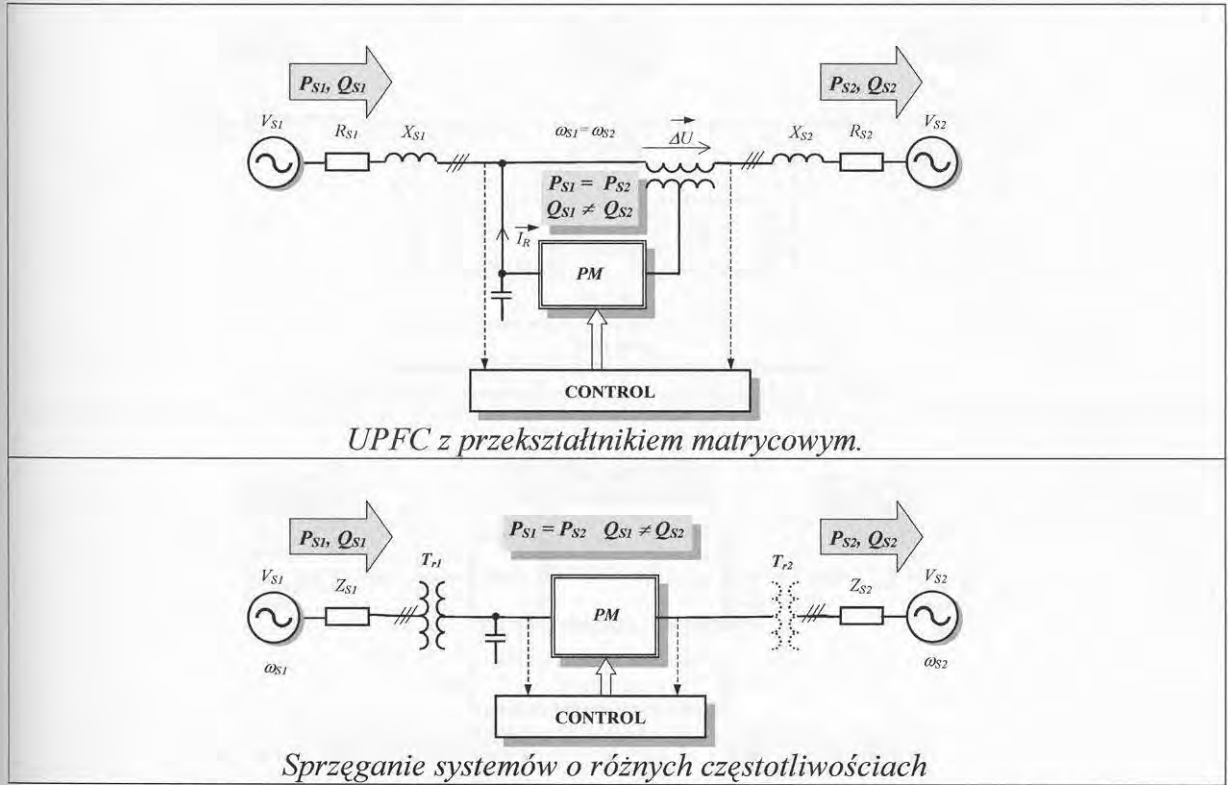 P_S1, Q_S1
P_S2, Q_S2
V_S1
R_S1
X_S1
ω_S1 = ω_S2
ΔU
X_S2
R_S2
V_S2
P_S1 = P_S2
Q_S1 ≠ Q_S2
I_R
PM
CONTROL
UPFC z przekształtnikiem matrycowym.
P_S1, Q_S1
P_S1 = P_S2 Q_S1 ≠ Q_S2
P_S2, Q_S2
V_S1
Z_S1
T_r1
PM
T_r2
Z_S2
V_S2
ω_S1
ω_S2
CONTROL
Sprzęganie systemów o różnych częstotliwościach